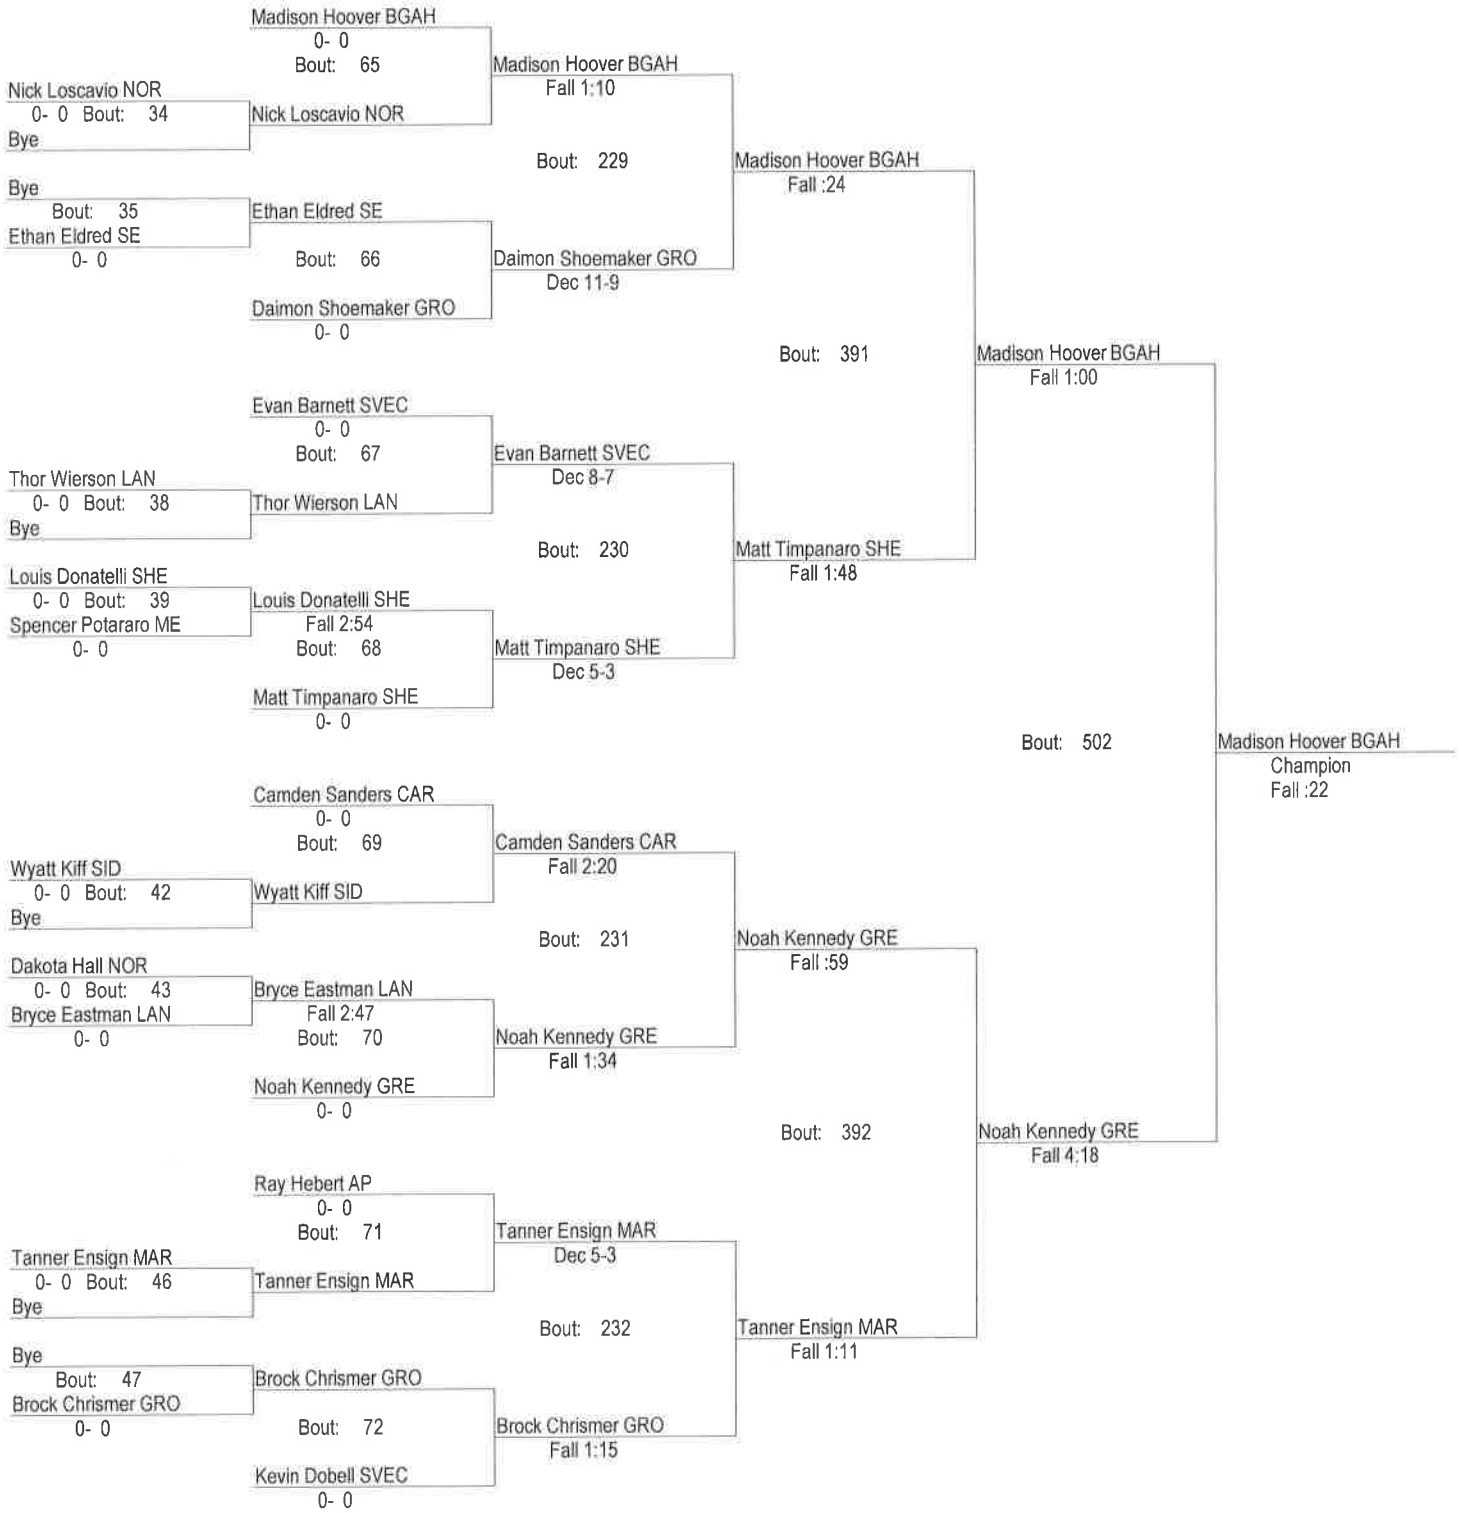 Madison Hoover BGAH
0- 0
Bout: 65
Madison Hoover BGAH
Fall 1:10
Nick Loscavio NOR
0- 0 Bout: 34
Nick Loscavio NOR
Bye
Bout: 229
Madison Hoover BGAH
Fall :24
Bye
Bout: 35
Ethan Eldred SE
Ethan Eldred SE
0- 0
Bout: 66
Daimon Shoemaker GRO
Dec 11-9
Daimon Shoemaker GRO
0- 0
Bout: 391
Madison Hoover BGAH
Fall 1:00
Evan Barnett SVEC
0- 0
Bout: 67
Evan Barnett SVEC
Dec 8-7
Thor Wierson LAN
0- 0 Bout: 38
Thor Wierson LAN
Bye
Bout: 230
Matt Timpanaro SHE
Fall 1:48
Louis Donatelli SHE
0- 0 Bout: 39
Louis Donatelli SHE
Spencer Potararo ME
Fall 2:54
0- 0
Bout: 68
Matt Timpanaro SHE
Dec 5-3
Matt Timpanaro SHE
0- 0
Bout: 502
Madison Hoover BGAH
Champion
Fall :22
Camden Sanders CAR
0- 0
Bout: 69
Camden Sanders CAR
Fall 2:20
Wyatt Kiff SID
0- 0 Bout: 42
Wyatt Kiff SID
Bye
Bout: 231
Noah Kennedy GRE
Fall :59
Dakota Hall NOR
0- 0 Bout: 43
Bryce Eastman LAN
Bryce Eastman LAN
Fall 2:47
0- 0
Bout: 70
Noah Kennedy GRE
Fall 1:34
Noah Kennedy GRE
0- 0
Bout: 392
Noah Kennedy GRE
Fall 4:18
Ray Hebert AP
0- 0
Bout: 71
Tanner Ensign MAR
Dec 5-3
Tanner Ensign MAR
0- 0 Bout: 46
Tanner Ensign MAR
Bye
Bout: 232
Tanner Ensign MAR
Fall 1:11
Bye
Bout: 47
Brock Chrismer GRO
Brock Chrismer GRO
0- 0
Bout: 72
Brock Chrismer GRO
Fall 1:15
Kevin Dobell SVEC
0- 0